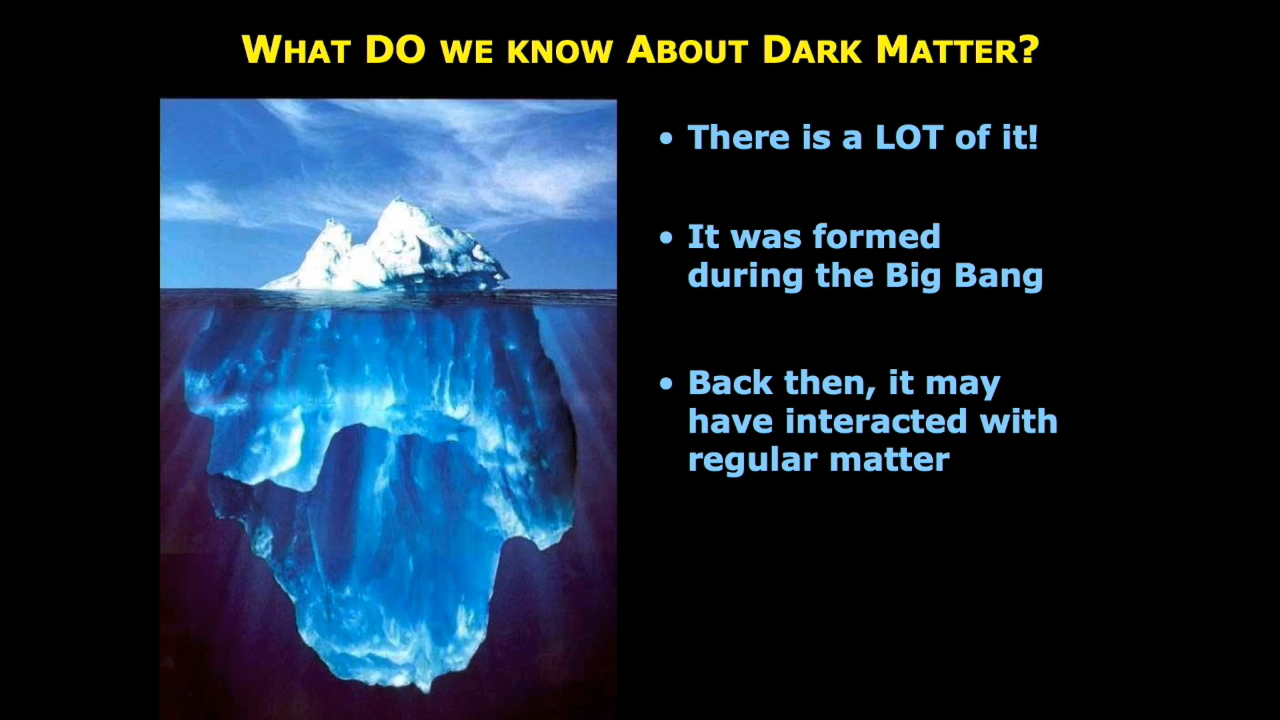 WHAT DO WE KNOW ABOUT DARK MATTER?
• There is a LOT of it!
• It was formed
during the Big Bang
• Back then, it may
have interacted with
regular matter